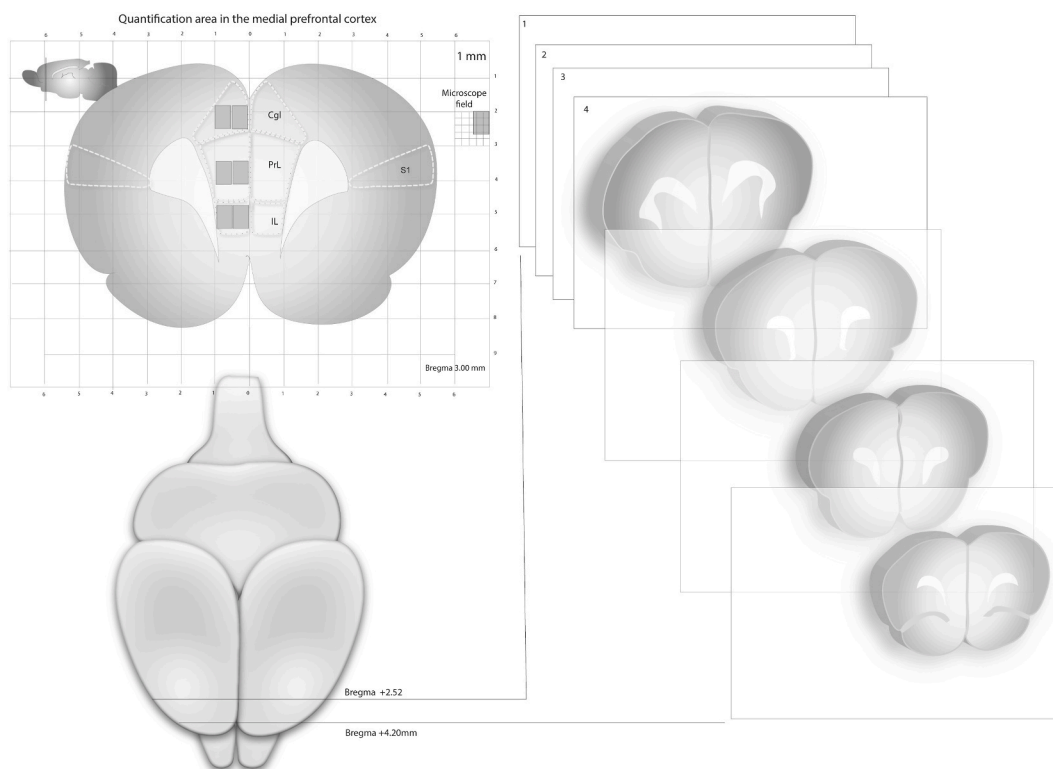 Quantification area in the medial prefrontal cortex
6 5 4 3 2 1 0 1 2 3 4 5 6
1 mm
1
Microscope
field
2
Cgl
3
PrL
S1
4
5
IL
4
7
8
9
Bregma 3.00 mm
6 5 4 3 2 1 0 1 2 3 4 5 6
1
2
3
4
Bregma +2.52
Bregma +4.20mm